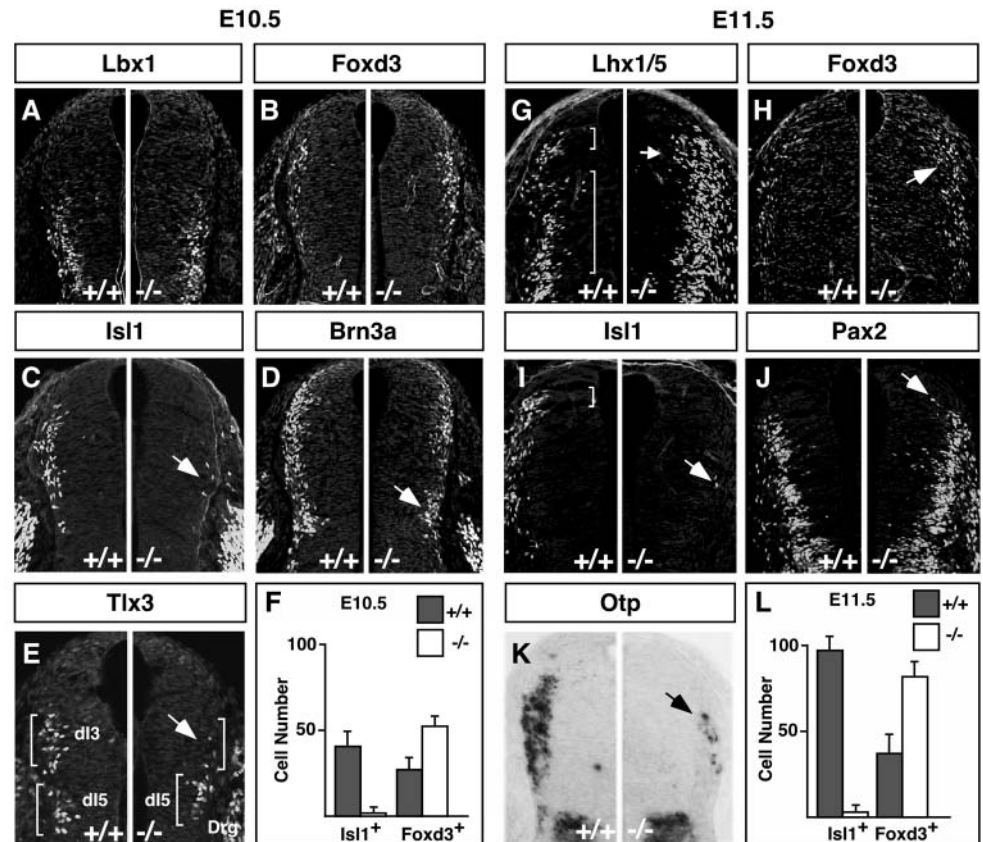 E10.5
E11.5
Lbx1
Foxd3
Lhx1/5
Foxd3
A
+/+
-/-
B
+/+
-/-
G
+/+
-/-
H
+/+
-/-
Isl1
Brn3a
Isl1
Pax2
C
+/+
-/-
D
+/+
-/-
I
+/+
-/-
J
+/+
-/-
Tlx3
Otp
E
dI3
dI5
dI5
Drg
+/+
-/-
F
E10.5
+/+
-/-
100
50
Cell Number
Isl1+
Foxd3+
K
+/+
-/-
L
E11.5
+/+
-/-
100
50
Cell Number
Isl1+
Foxd3+